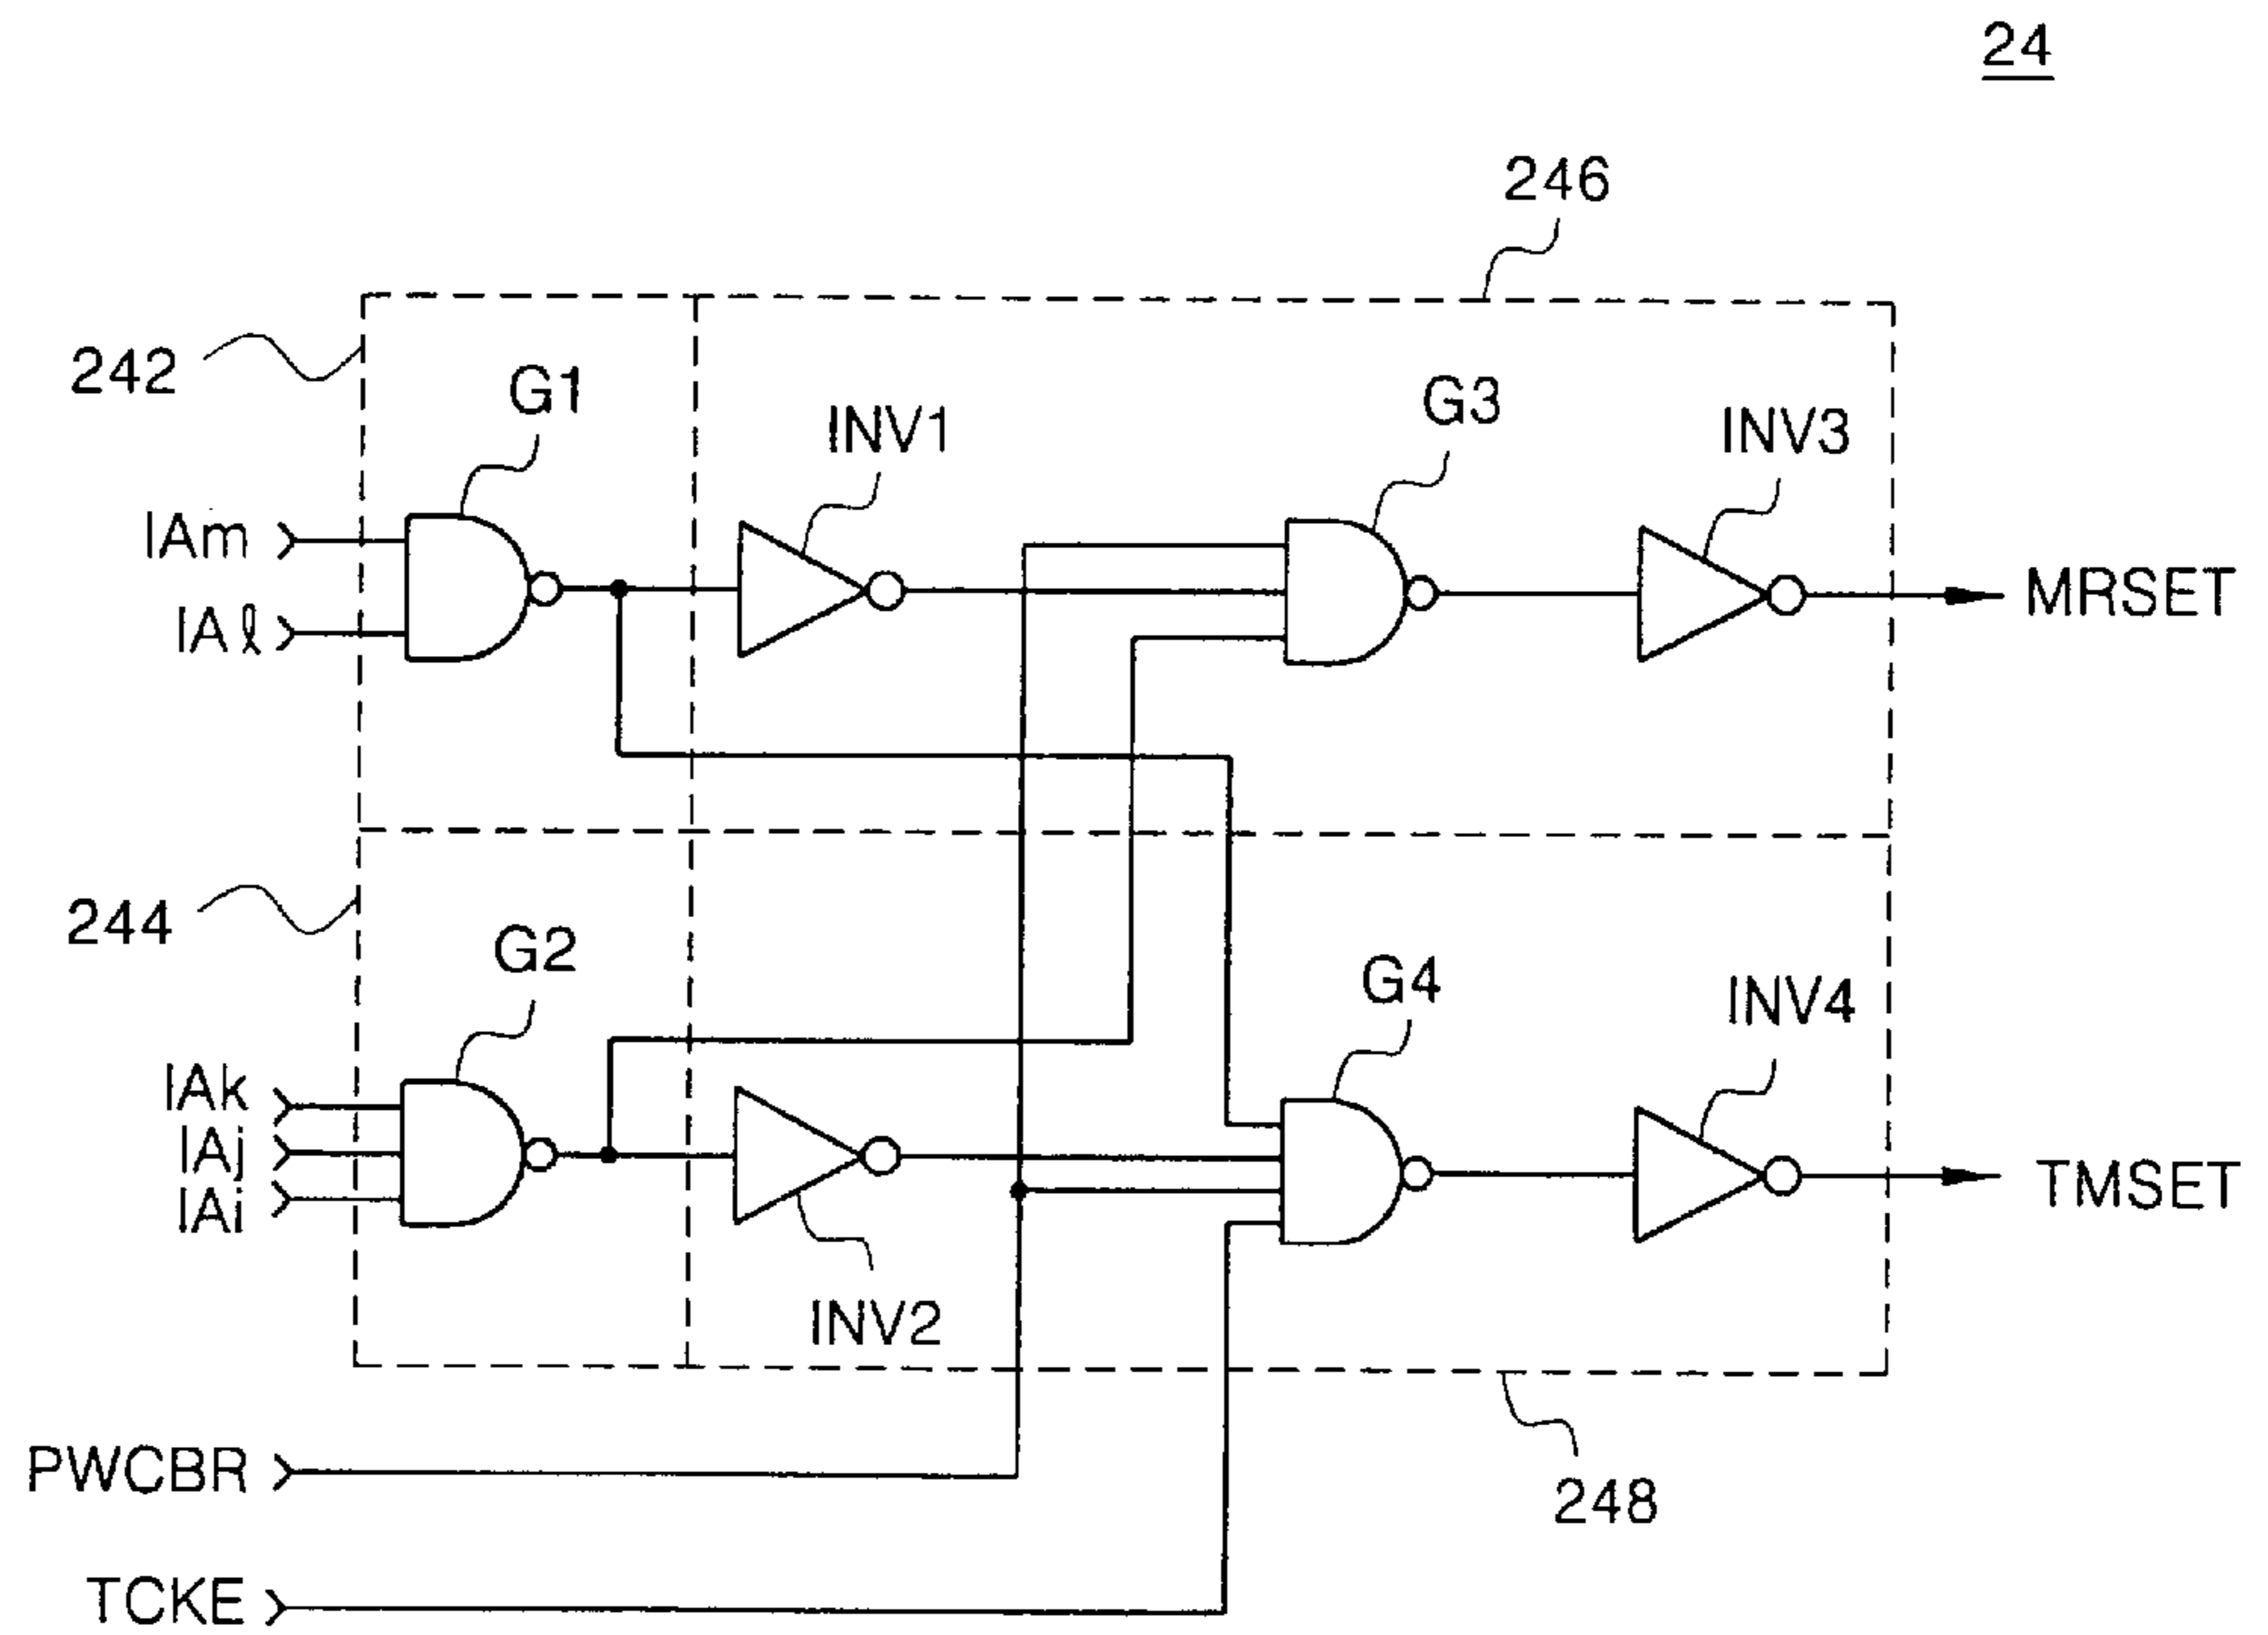 24
246
242
G1
INV1
G3
INV3
IAm
IAℓ
MRSET
244
G2
G4
INV4
IAk
IAj
IAi
TMSET
INV2
PWCBR
248
TCKE